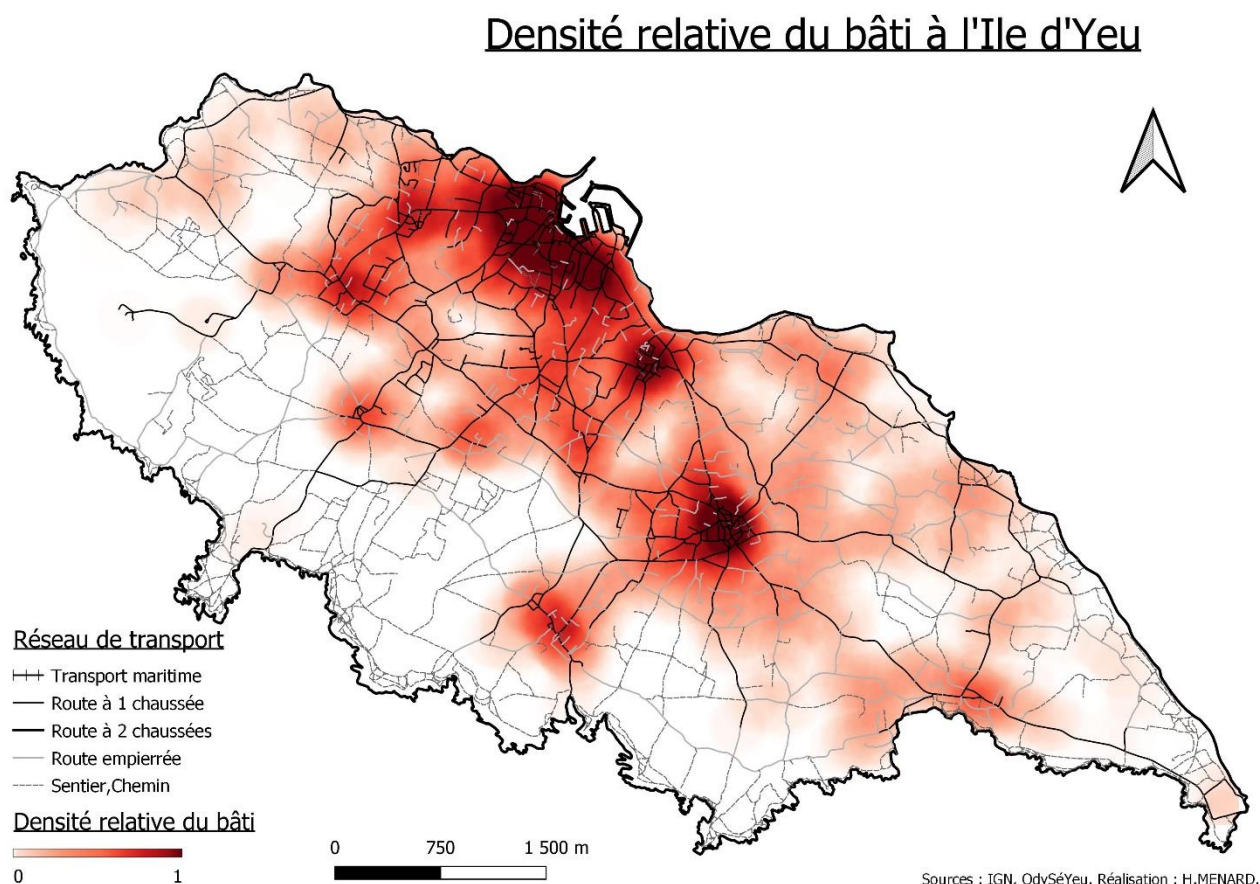 Densité relative du bâti à l'Ile d'Yeu
Réseau de transport
Transport maritime
Route à 1 chaussée
Route à 2 chaussées
Route empierrée
Sentier,Chemin
Densité relative du bâti
0 1
0 750 1 500 m
Sources : IGN, OdySéYeu, Réalisation : H.MENARD,